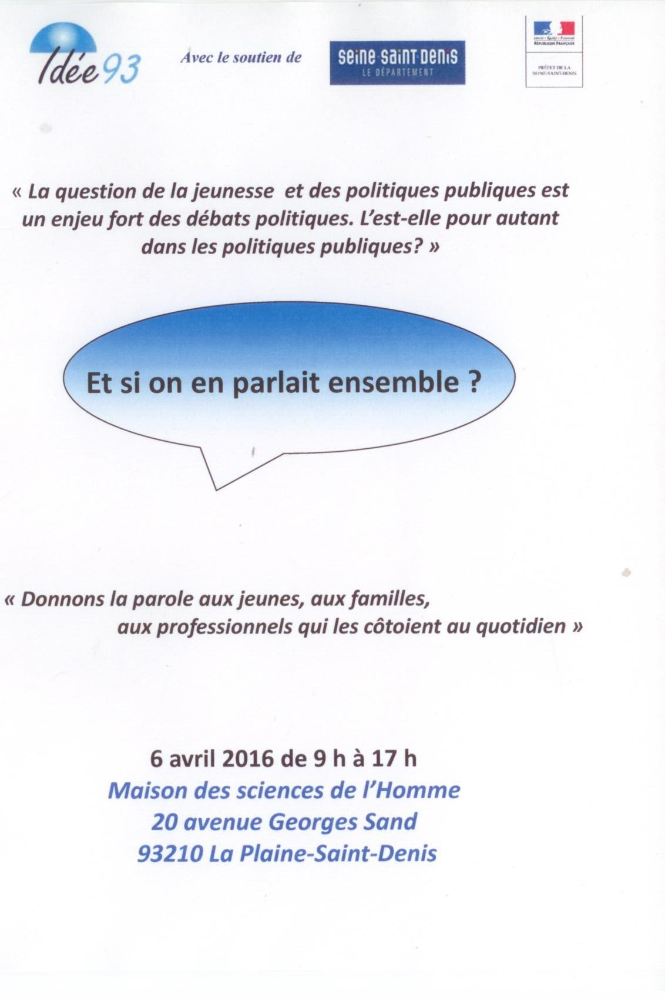 Idée 93
Avec le soutien de
seine-saint-denis
LE DÉPARTEMENT
Liberté • Égalité • Fraternité
RÉPUBLIQUE FRANÇAISE
PRÉFET DE LA
SEINE-SAINT-DENIS
« La question de la jeunesse et des politiques publiques est
un enjeu fort des débats politiques. L’est-elle pour autant
dans les politiques publiques? »
Et si on en parlait ensemble ?
« Donnons la parole aux jeunes, aux familles,
aux professionnels qui les côtoient au quotidien »
6 avril 2016 de 9 h à 17 h
Maison des sciences de l’Homme
20 avenue Georges Sand
93210 La Plaine-Saint-Denis